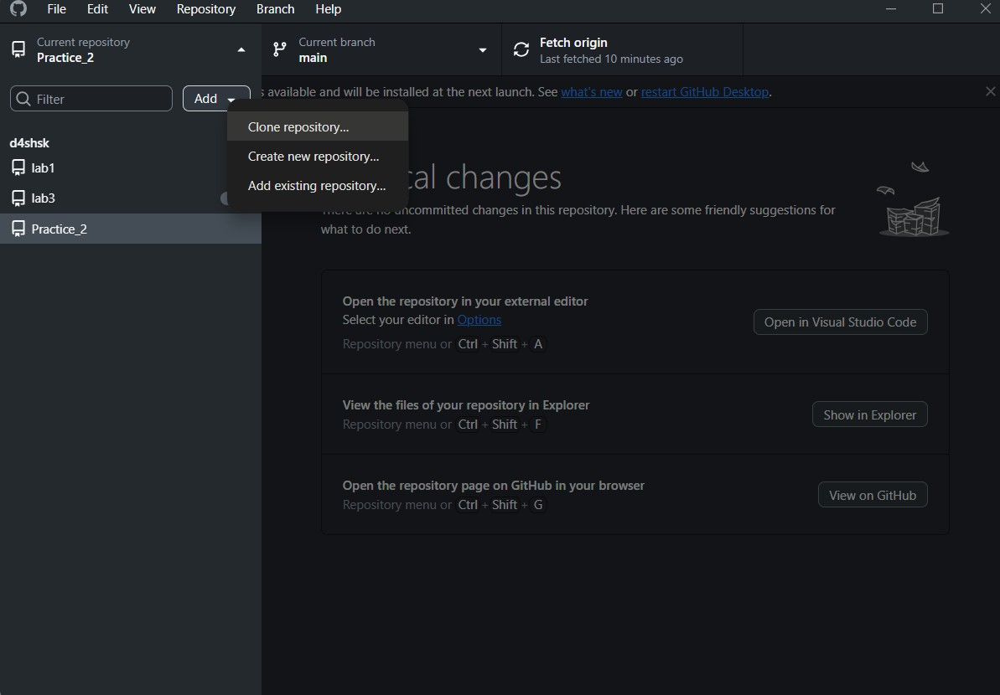 File Edit View Repository Branch Help
Current repository
Practice_2
Current branch
main
Fetch origin
Last fetched 10 minutes ago
Filter
Add
available and will be installed at the next launch. See what's new or restart GitHub Desktop.
Clone repository...
Create new repository...
Add existing repository...
d4shsk
lab1
lab3
Practice_2
cal changes
There are no uncommitted changes in this repository. Here are some friendly suggestions for
what to do next.
Open the repository in your external editor
Select your editor in Options
Repository menu or Ctrl + Shift + A
Open in Visual Studio Code
View the files of your repository in Explorer
Repository menu or Ctrl + Shift + F
Show in Explorer
Open the repository page on GitHub in your browser
Repository menu or Ctrl + Shift + G
View on GitHub